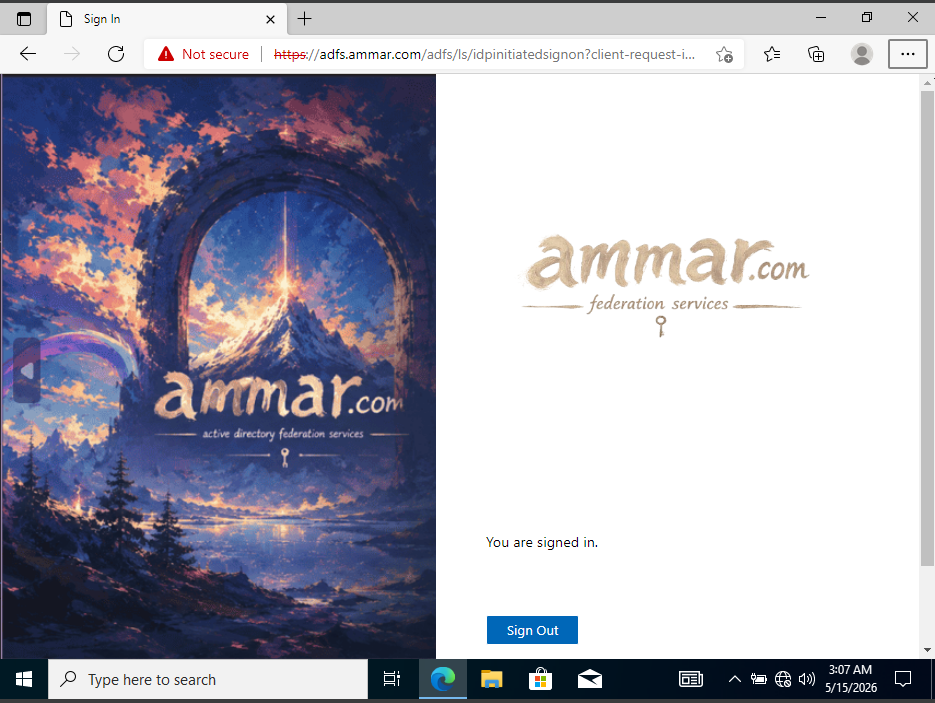 Sign In
Not secure
https://adfs.ammar.com/adfs/ls/idpinitiatedsignon?client-request-i...
ammar.com
active directory federation services
ammar.com
federation services
You are signed in.
Sign Out
Type here to search
3:07 AM
5/15/2026